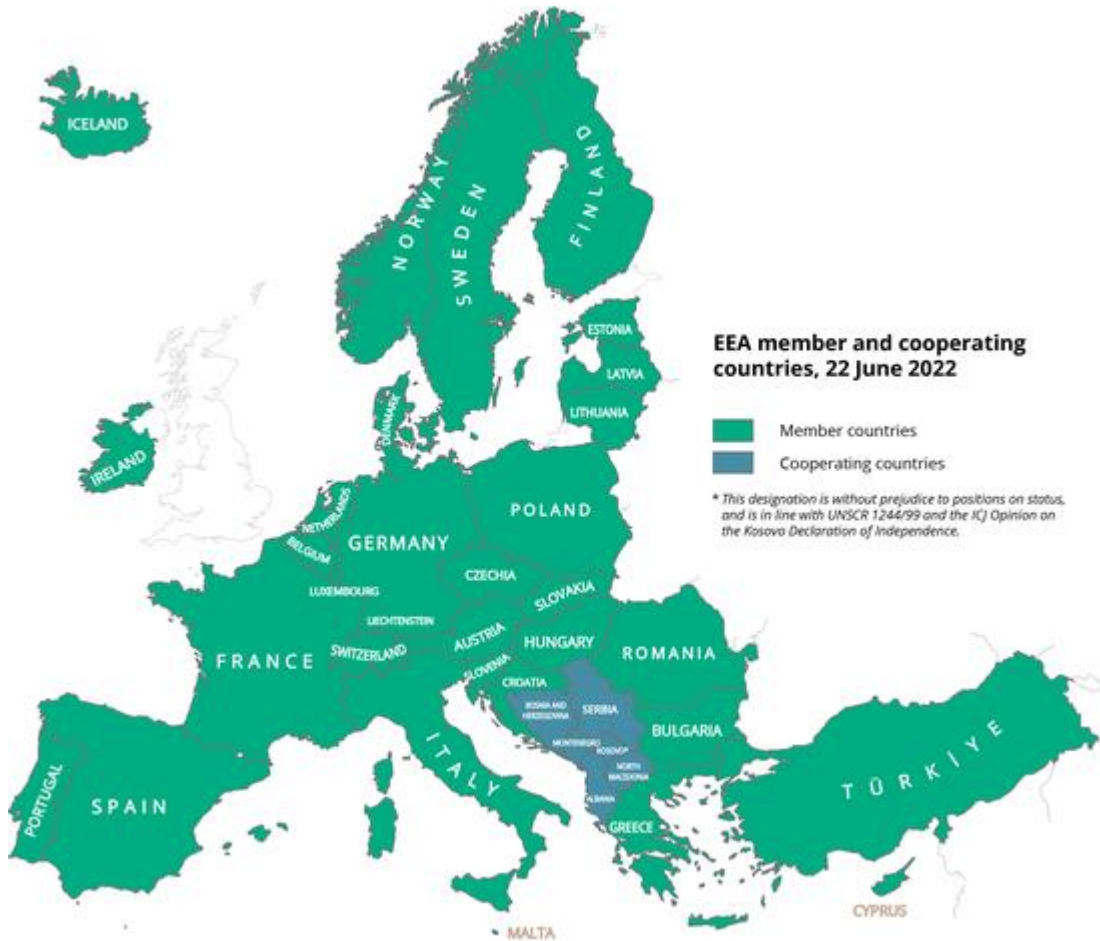 ICELAND
NORWAY
SWEDEN
FINLAND
ESTONIA
LATVIA
LITHUANIA
EEA member and cooperating
countries, 22 June 2022
Member countries
Cooperating countries
* This designation is without prejudice to positions on status,
and is in line with UNSCR 1244/99 and the ICJ Opinion on
the Kosovo Declaration of Independence.
DENMARK
IRELAND
NETHERLANDS
BELGIUM
GERMANY
POLAND
LUXEMBOURG
CZECHIA
SLOVAKIA
LIECHTENSTEIN
AUSTRIA
HUNGARY
FRANCE
SWITZERLAND
SLOVENIA
CROATIA
ROMANIA
BOSNIA AND
HERZEGOVINA
SERBIA
MONTENEGRO
KOSOVO*
BULGARIA
NORTH
MACEDONIA
ALBANIA
ITALY
PORTUGAL
SPAIN
GREECE
TÜRKİYE
CYPRUS
MALTA